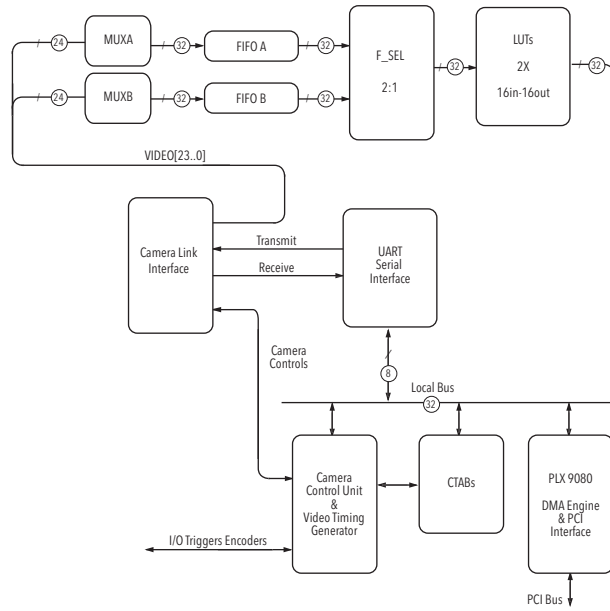 24
MUXA
32
FIFO A
32
F_SEL
2:1
32
LUTs
2X
16in-16out
32
24
MUXB
32
FIFO B
32
VIDEO[23..0]
Camera Link
Interface
Transmit
Receive
UART
Serial
Interface
Camera
Controls
8
Local Bus
32
Camera
Control Unit
&
Video Timing
Generator
CTABs
PLX 9080
DMA Engine
& PCI
Interface
I/O Triggers Encoders
PCI Bus